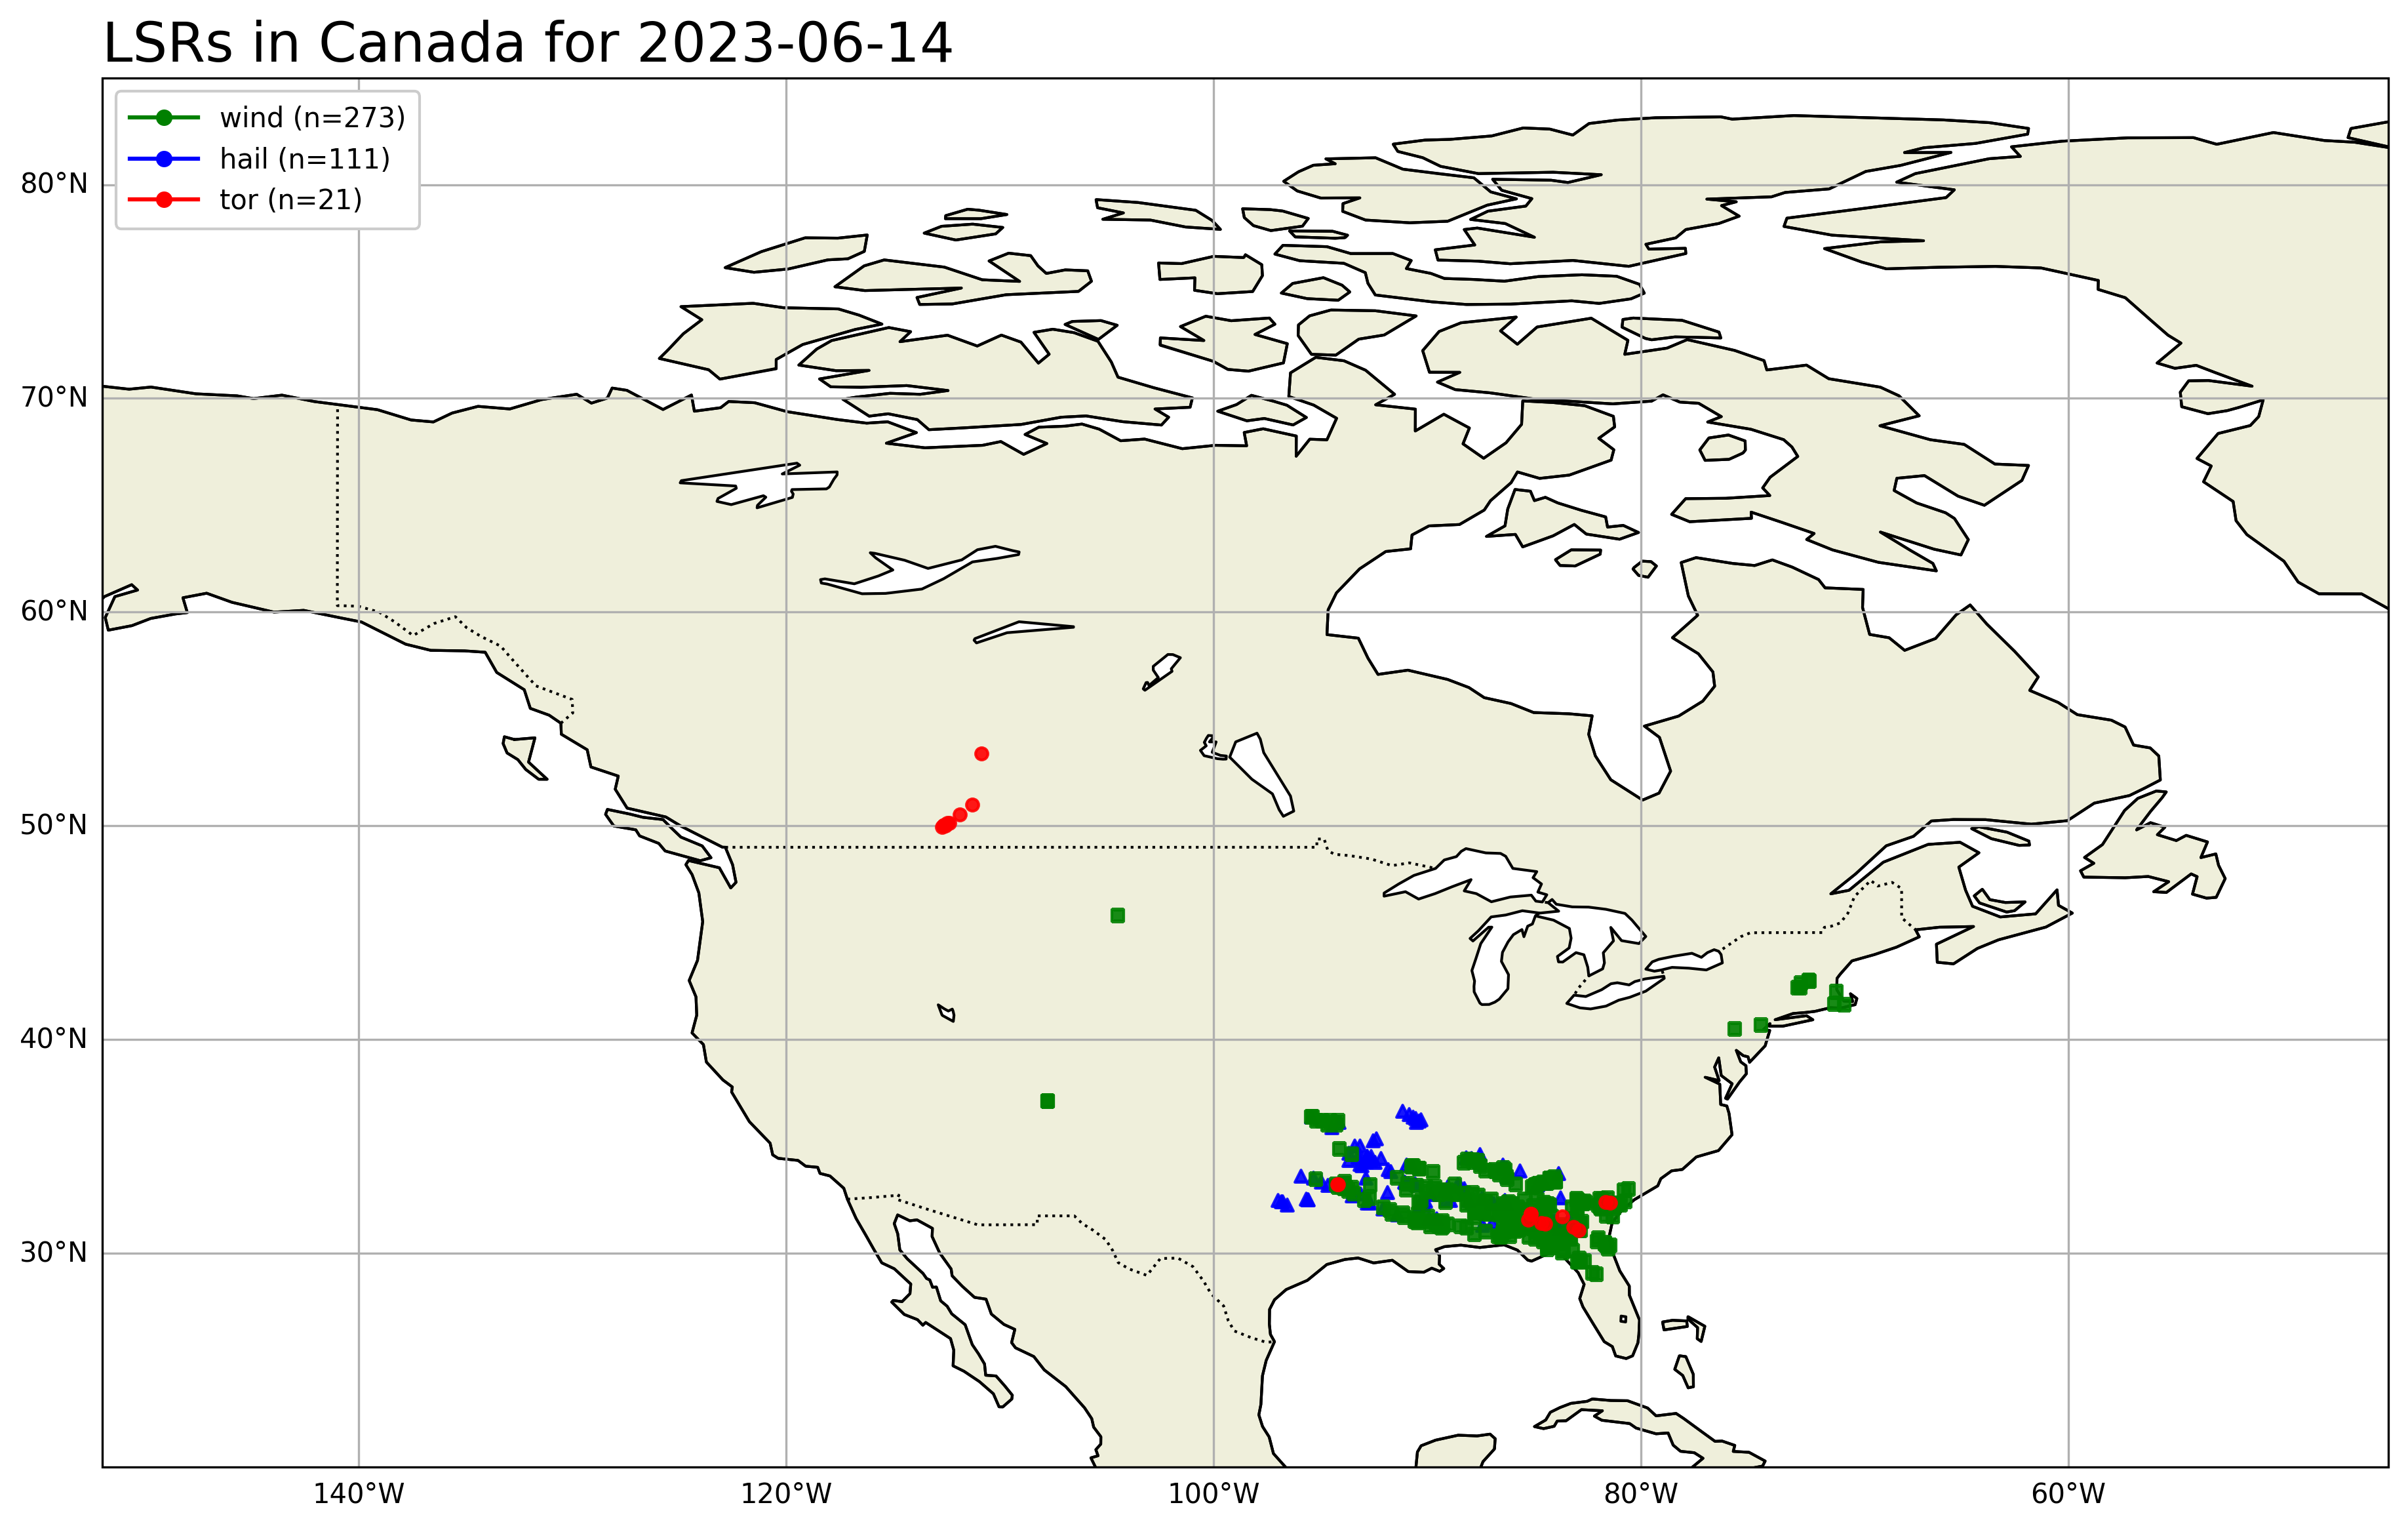 LSRs in Canada for 2023-06-14
wind (n=273)
hail (n=111)
tor (n=21)
80°N
70°N
60°N
50°N
40°N
30°N
140°W
120°W
100°W
80°W
60°W